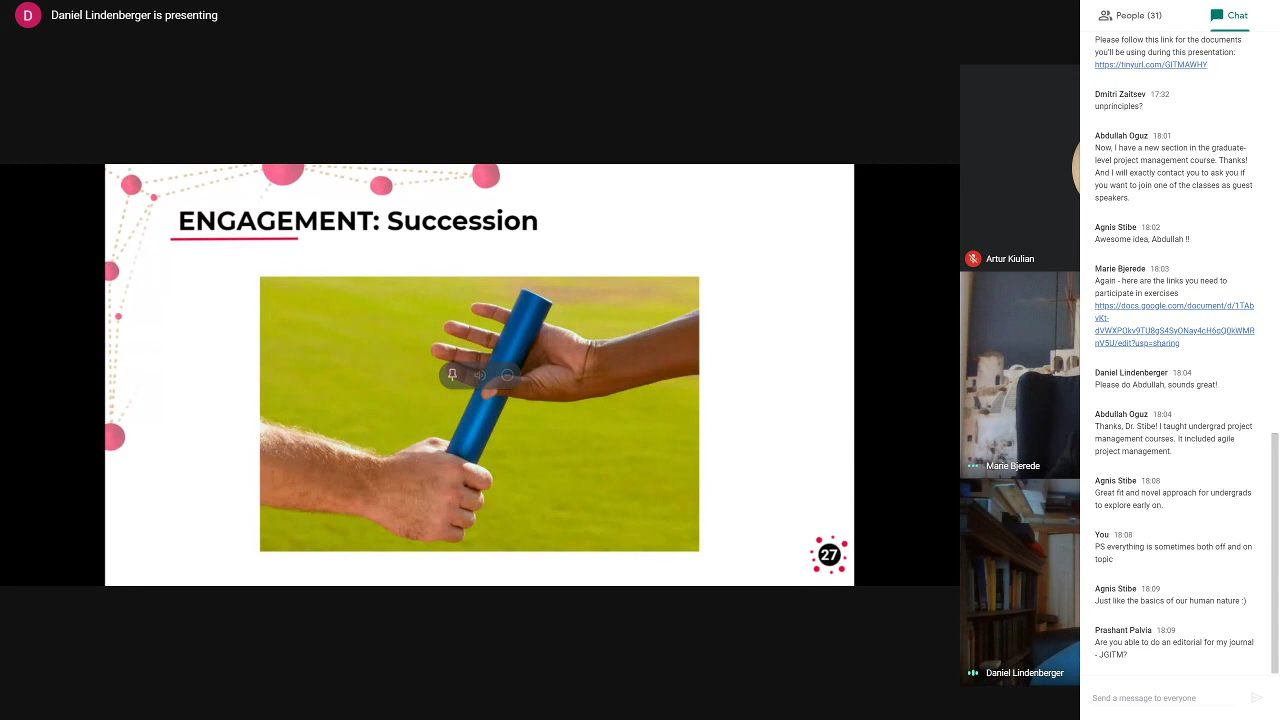 D Daniel Lindenberger is presenting
ENGAGEMENT: Succession
27
Artur Kiulian
Marie Bjerede
Daniel Lindenberger
People (31)
Chat
Please follow this link for the documents
you'll be using during this presentation:
https://tinyurl.com/GITMAWHY
Dmitri Zaitsev 17:32
unprinciples?
Abdullah Oguz 18:01
Now, I have a new section in the graduate-
level project management course. Thanks!
And I will exactly contact you to ask you if
you want to join one of the classes as guest
speakers.
Agnis Stibe 18:02
Awesome idea, Abdullah !!
Marie Bjerede 18:03
Again - here are the links you need to
participate in exercises
https://docs.google.com/document/d/1TAb
nV5U/edit?usp=sharing
Daniel Lindenberger 18:04
Please do Abdullah, sounds great!
Abdullah Oguz 18:04
Thanks, Dr. Stibe! I taught undergrad project
management courses. It included agile
project management.
Agnis Stibe 18:08
Great fit and novel approach for undergrads
to explore early on.
You 18:08
PS everything is sometimes both off and on
topic
Agnis Stibe 18:09
Just like the basics of our human nature :)
Prashant Palvia 18:09
Are you able to do an editorial for my journal
- JGITM?
Send a message to everyone